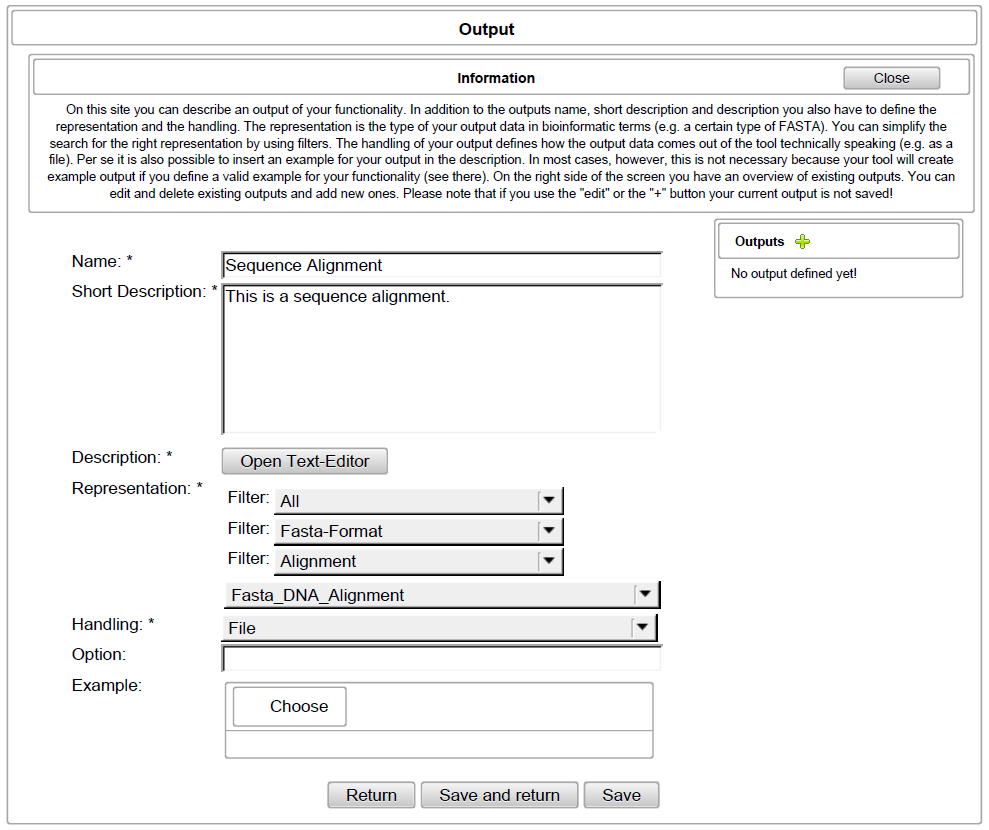 Output
Information
Close
On this site you can describe an output of your functionality. In addition to the outputs name, short description and description you also have to define the
representation and the handling. The representation is the type of your output data in bioinformatic terms (e.g. a certain type of FASTA). You can simplify the
search for the right representation by using filters. The handling of your output defines how the output data comes out of the tool technically speaking (e.g. as a
file). Per se it is also possible to insert an example for your output in the description. In most cases, however, this is not necessary because your tool will create
example output if you define a valid example for your functionality (see there). On the right side of the screen you have an overview of existing outputs. You can
edit and delete existing outputs and add new ones. Please note that if you use the "edit" or the "+" button your current output is not saved!
Outputs
No output defined yet!
Name: *
Sequence Alignment
Short Description: *
This is a sequence alignment.
Description: *
Open Text-Editor
Representation: *
Filter: All
Filter: Fasta-Format
Filter: Alignment
Fasta_DNA_Alignment
Handling: *
File
Option:
Example:
Choose
Return
Save and return
Save